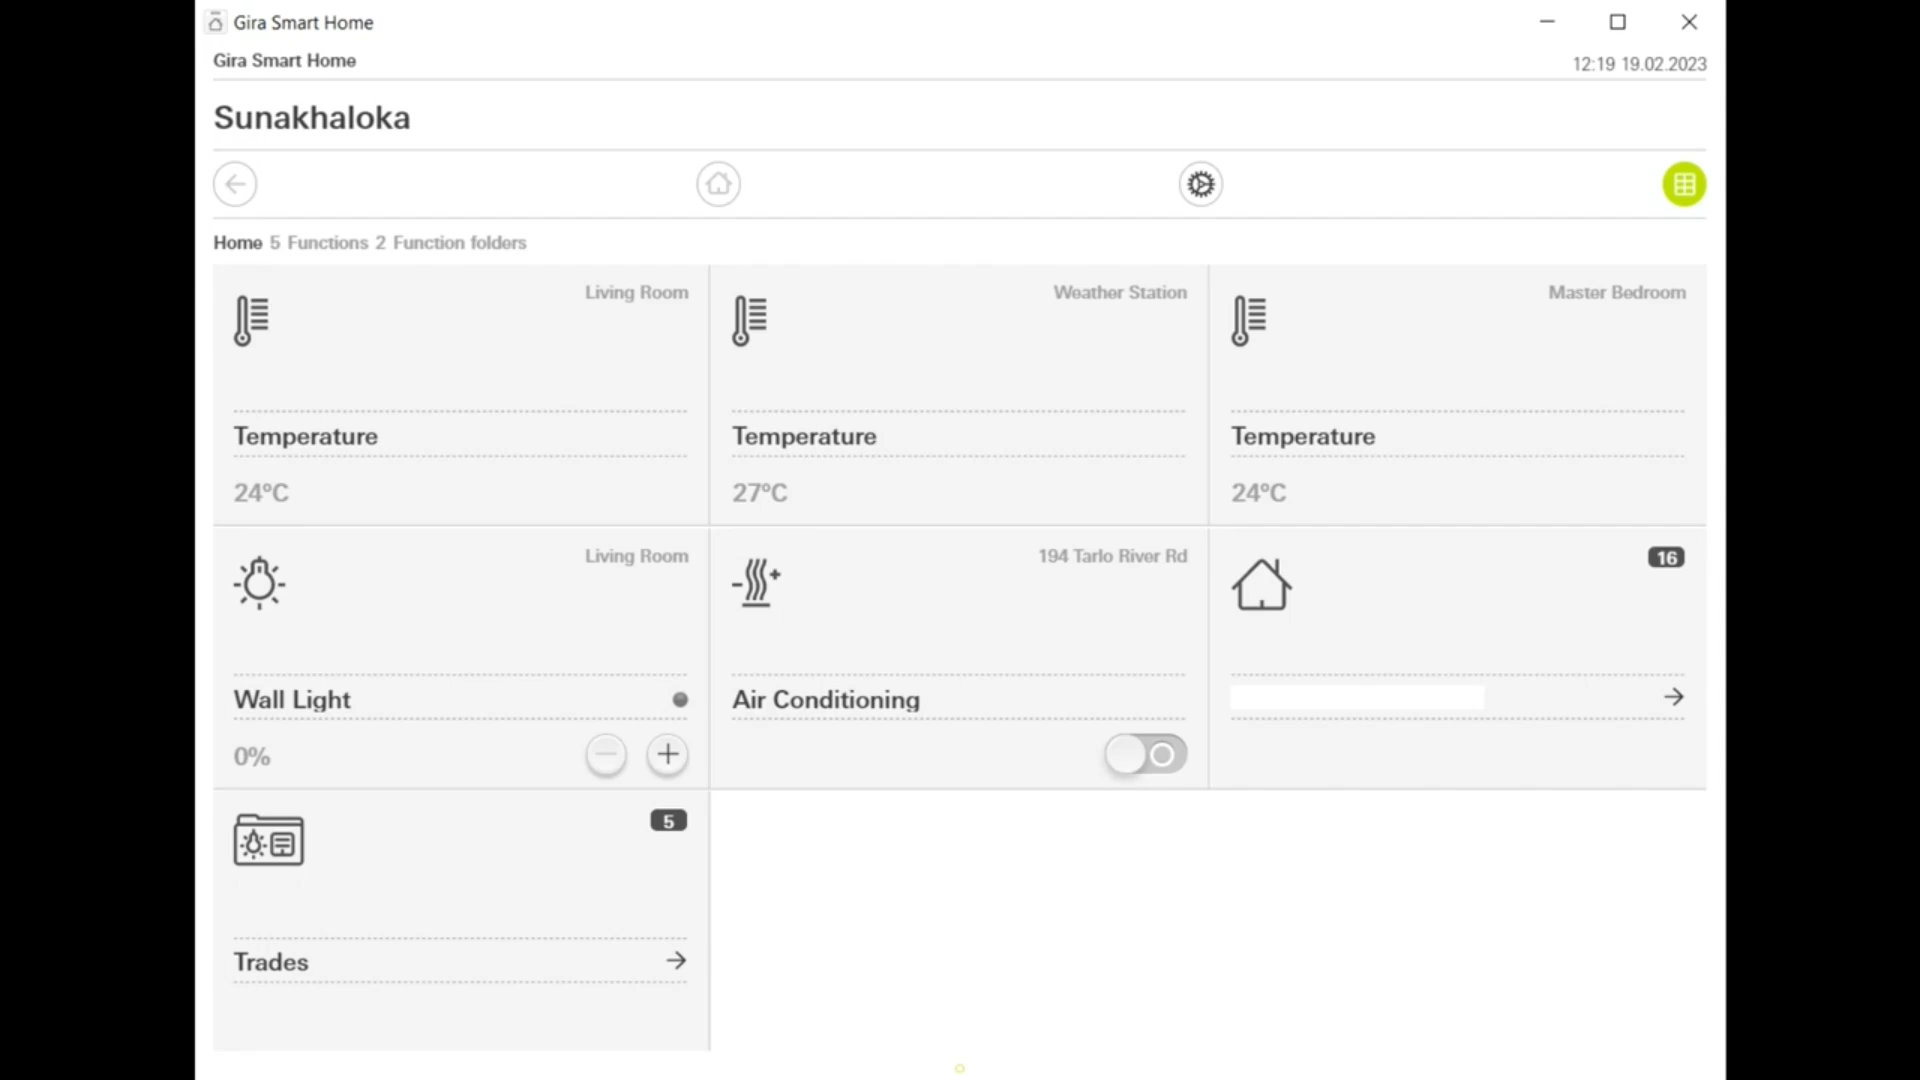 Gira Smart Home
Gira Smart Home
12:19 19.02.2023
Sunakhaloka
Home 5 Functions 2 Function folders
Living Room
Temperature
24°C
Weather Station
Temperature
27°C
Master Bedroom
Temperature
24°C
Living Room
Wall Light
0%
194 Tarlo River Rd
Air Conditioning
16
5
Trades